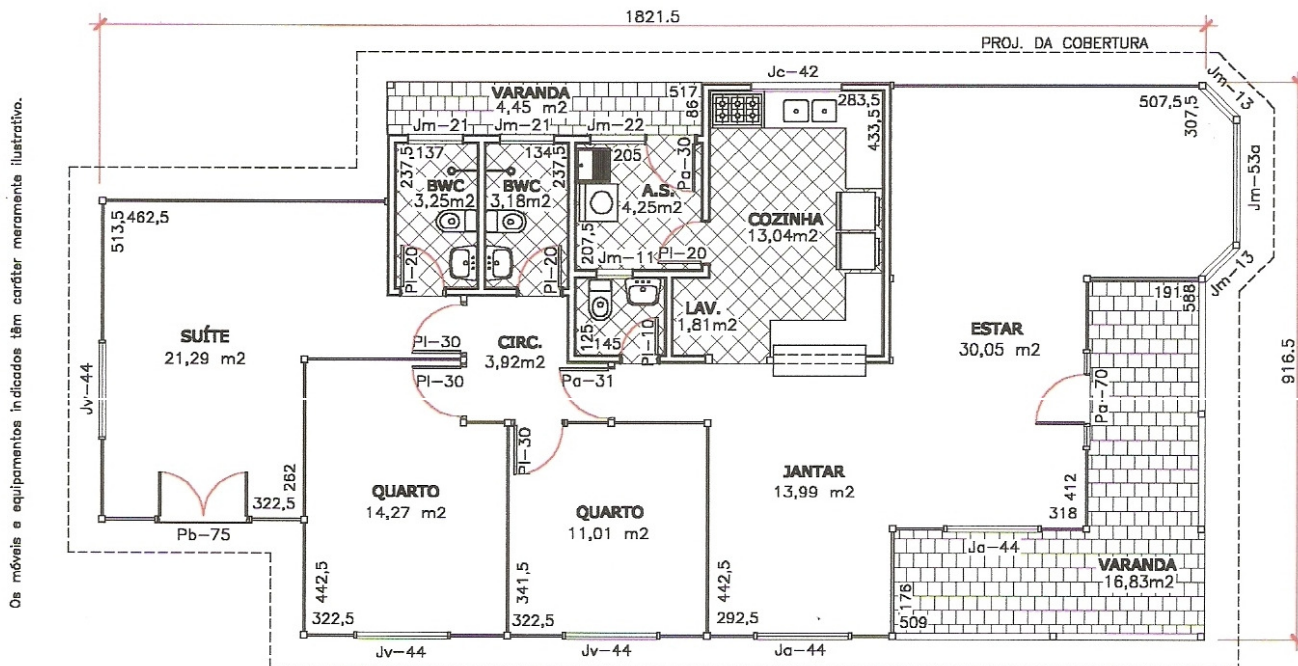 1821.5
PROJ. DA COBERTURA
Os móveis e equipamentos indicados têm caráter meramente ilustrativo.
Jc-42
Jm-13
VARANDA
4,45 m2
517
86
283,5
433,5
507,5
307,5
Jm-53a
Jm-13
Jm-21
Jm-21
Jm-22
137
237,5
BWC
3,25m2
134
237,5
BWC
3,18m2
205
Pa-30
A.S.
4,25m2
207,5
Pl-20
COZINHA
13,04m2
513,5
462,5
Pl-20
Pl-20
Jm-11
125
145
Pl-10
LAV.
1,81m2
191
588
SUÍTE
21,29 m2
Pl-30
CIRC.
3,92m2
ESTAR
30,05 m2
Jv-44
Pl-30
Pa-31
Pa-70
916.5
Pl-30
262
322,5
Pb-75
QUARTO
14,27 m2
QUARTO
11,01 m2
JANTAR
13,99 m2
412
318
Ja-44
VARANDA
16,83m2
442,5
322,5
341,5
322,5
442,5
292,5
176
509
Jv-44
Jv-44
Ja-44